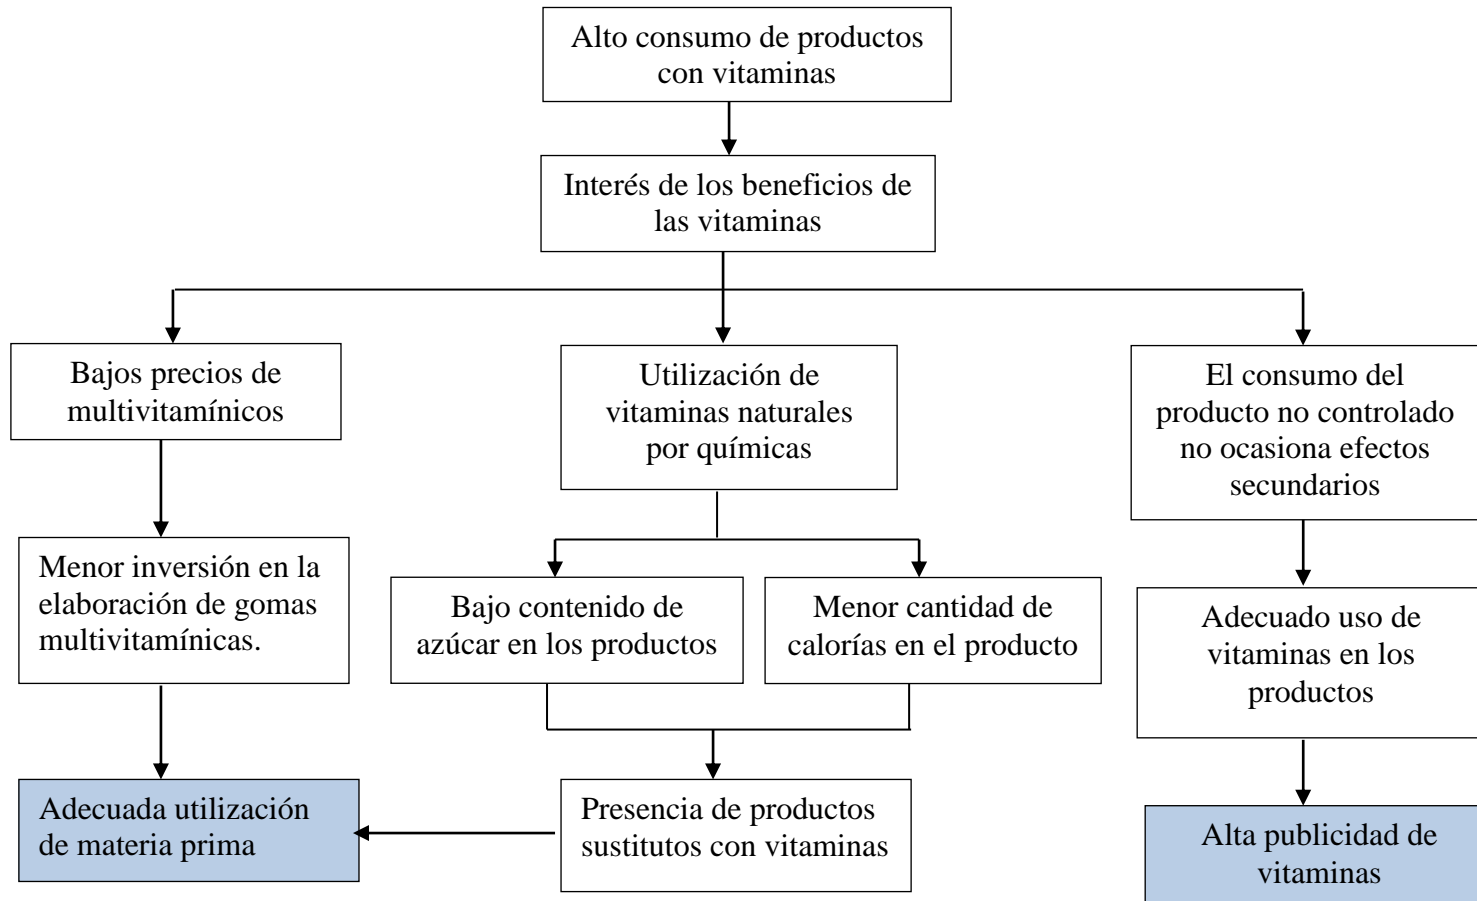 Alto consumo de productos
con vitaminas
Interés de los beneficios de
las vitaminas
Bajos precios de
multivitamínicos
Utilización de
vitaminas naturales
por químicas
El consumo del
producto no controlado
no ocasiona efectos
secundarios
Menor inversión en la
elaboración de gomas
multivitamínicas.
Bajo contenido de
azúcar en los productos
Menor cantidad de
calorías en el producto
Adecuado uso de
vitaminas en los
productos
Adecuada utilización
de materia prima
Presencia de productos
sustitutos con vitaminas
Alta publicidad de
vitaminas